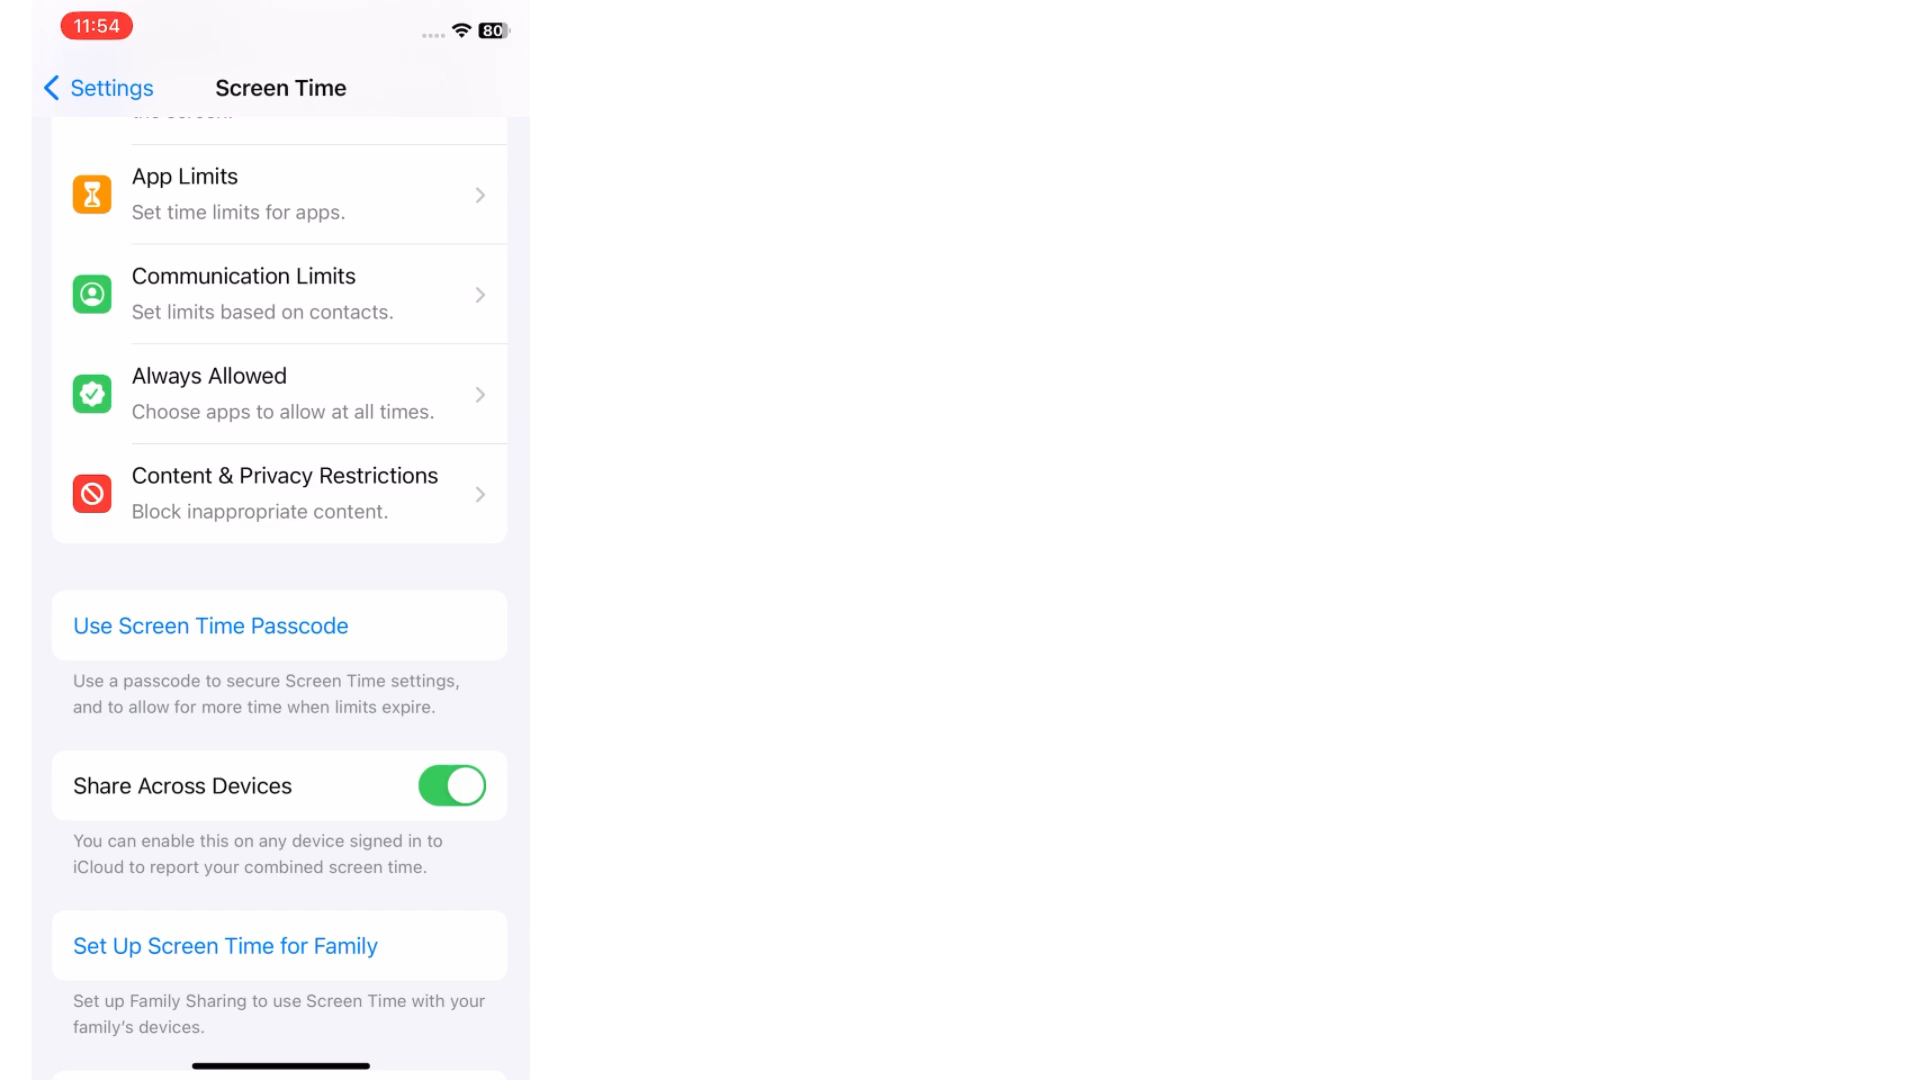 11:54
80
Settings
Screen Time
App Limits
Set time limits for apps.
Communication Limits
Set limits based on contacts.
Always Allowed
Choose apps to allow at all times.
Content & Privacy Restrictions
Block inappropriate content.
Use Screen Time Passcode
Use a passcode to secure Screen Time settings,
and to allow for more time when limits expire.
Share Across Devices
You can enable this on any device signed in to
iCloud to report your combined screen time.
Set Up Screen Time for Family
Set up Family Sharing to use Screen Time with your
family's devices.